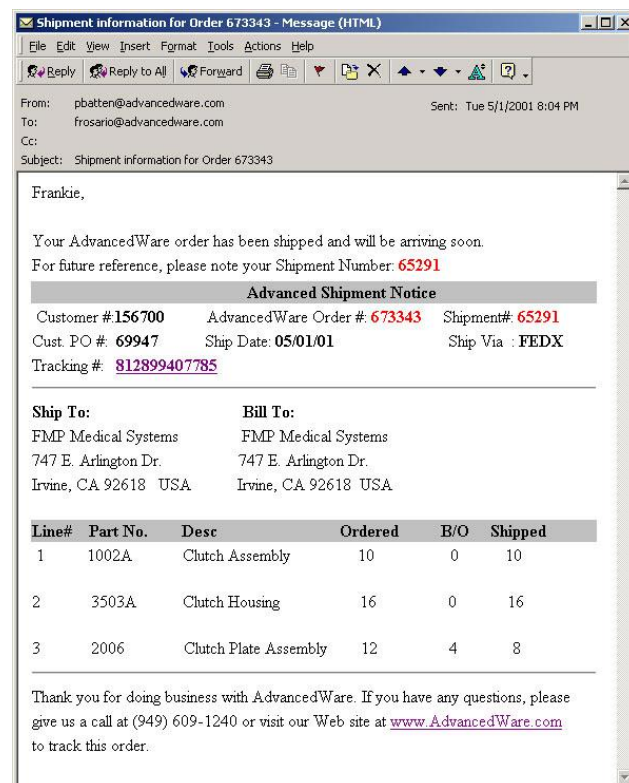 Shipment information for Order 673343 - Message (HTML)
File Edit View Insert Format Tools Actions Help
Reply Reply to All Forward
From: pbatten@advancedware.com Sent: Tue 5/1/2001 8:04 PM
To: frosario@advancedware.com
Cc:
Subject: Shipment information for Order 673343
Frankie,
Your AdvancedWare order has been shipped and will be arriving soon.
For future reference, please note your Shipment Number: 65291
Advanced Shipment Notice
Customer #:156700 AdvancedWare Order #: 673343 Shipment#: 65291
Cust. PO #: 69947 Ship Date: 05/01/01 Ship Via : FEDX
Tracking #: 812899407785
Ship To: Bill To:
FMP Medical Systems FMP Medical Systems
747 E. Arlington Dr. 747 E. Arlington Dr.
Irvine, CA 92618 USA Irvine, CA 92618 USA
Line# Part No. Desc Ordered B/O Shipped
1 1002A Clutch Assembly 10 0 10
2 3503A Clutch Housing 16 0 16
3 2006 Clutch Plate Assembly 12 4 8
Thank you for doing business with AdvancedWare. If you have any questions, please
give us a call at (949) 609-1240 or visit our Web site at www.AdvancedWare.com
to track this order.